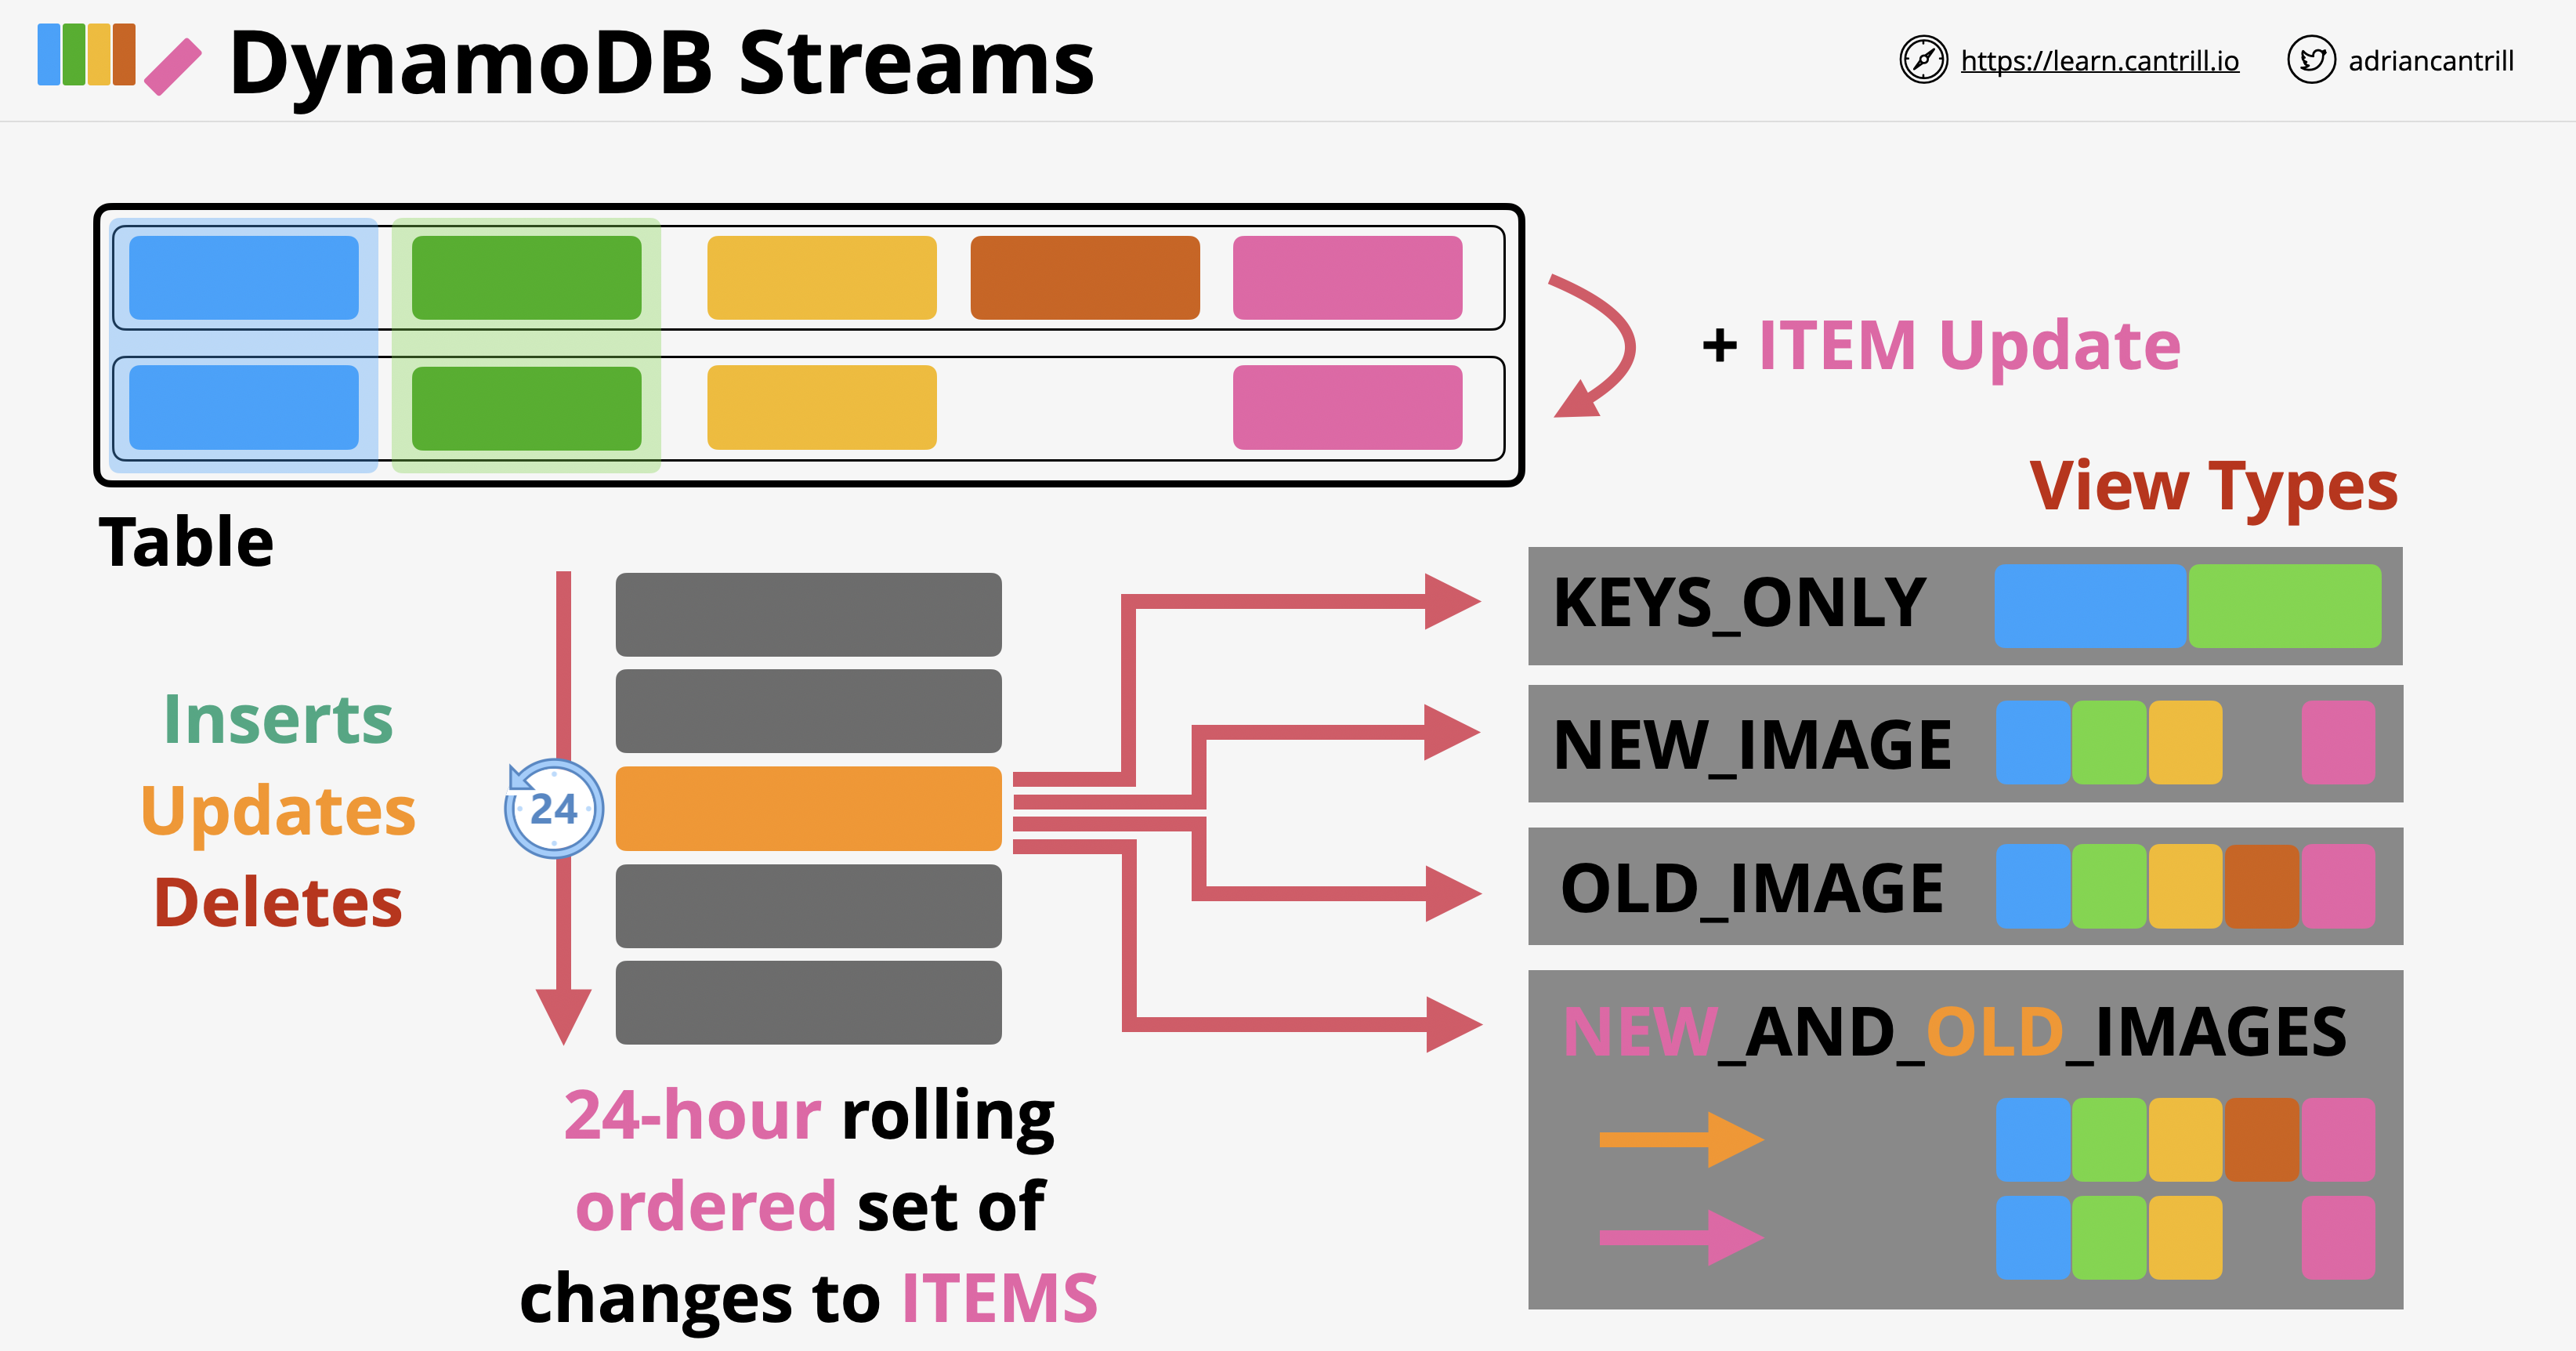 DynamoDB Streams
https://learn.cantrill.io
adriancantrill
+ ITEM Update
View Types
Table
KEYS_ONLY
Inserts
NEW_IMAGE
Updates
24
OLD_IMAGE
Deletes
NEW_AND_OLD_IMAGES
24-hour rolling
ordered set of
changes to ITEMS